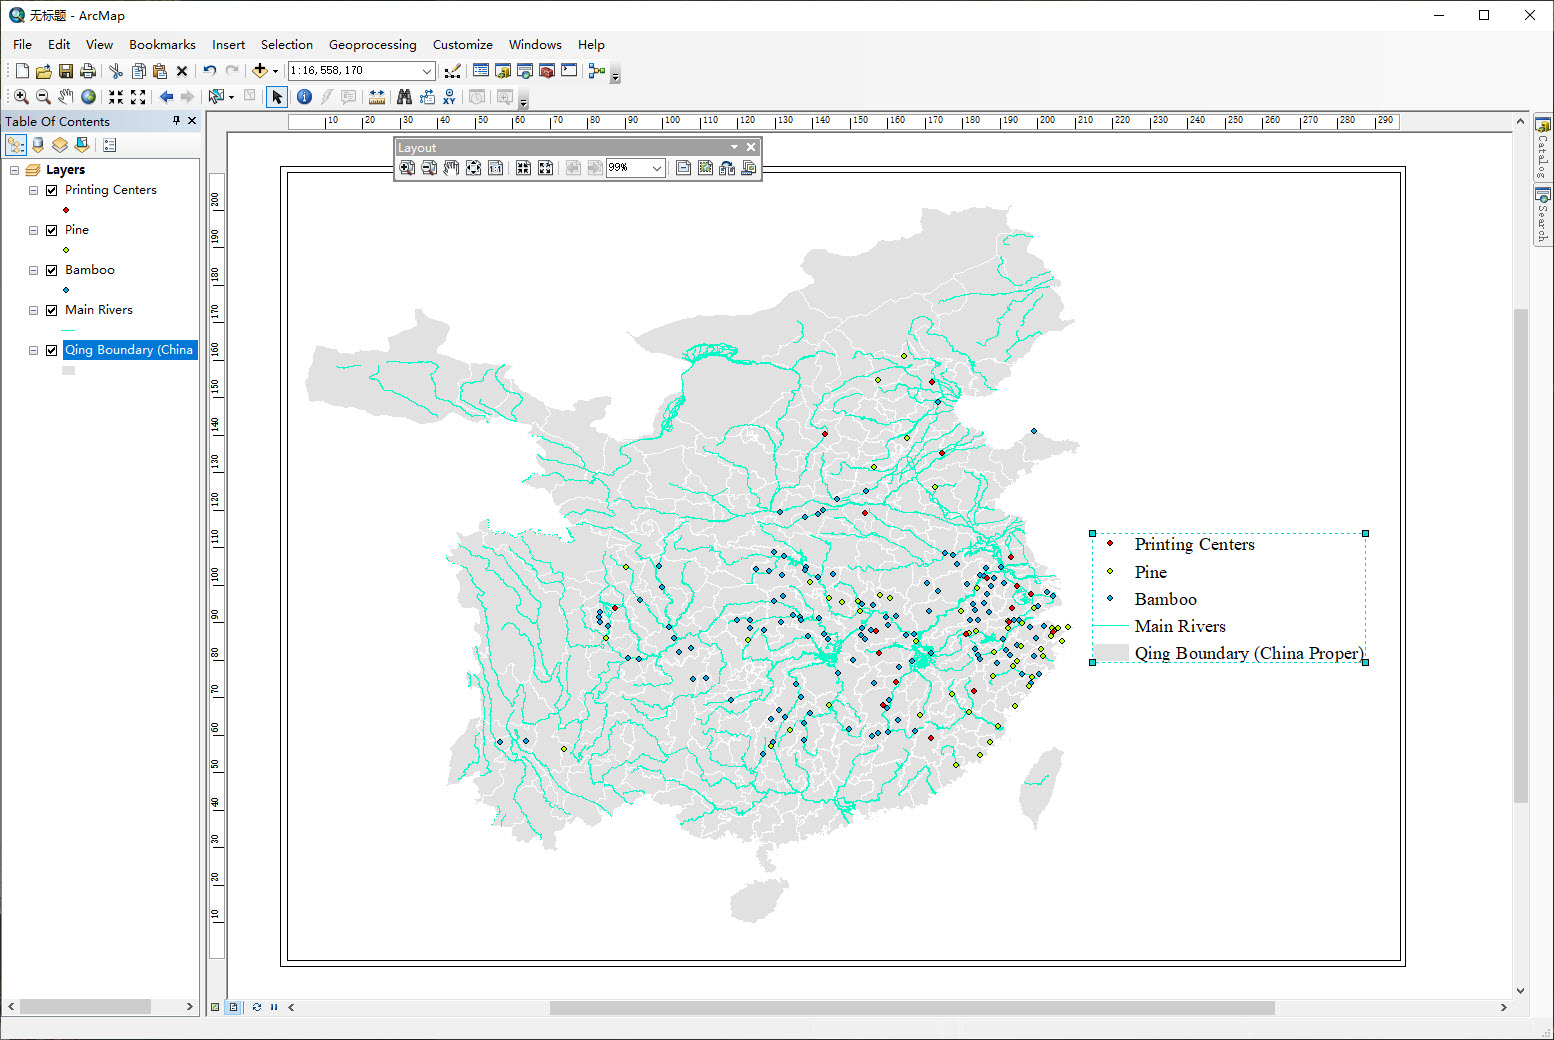 无标题 - ArcMap
File Edit View Bookmarks Insert Selection Geoprocessing Customize Windows Help
1:16,558,170
XY
Table Of Contents
Layers
Printing Centers
Pine
Bamboo
Main Rivers
Qing Boundary (China
10 20 30 40 50 60 70 80 90 100 110 120 130 140 150 160 170 180 190 200 210 220 230 240 250 260 270 280 290
Layout
1:1
99%
200
190
180
170
160
150
140
130
120
110
100
90
80
70
60
50
40
30
20
10
Printing Centers
Pine
Bamboo
Main Rivers
Qing Boundary (China Proper)
Catalog
Search